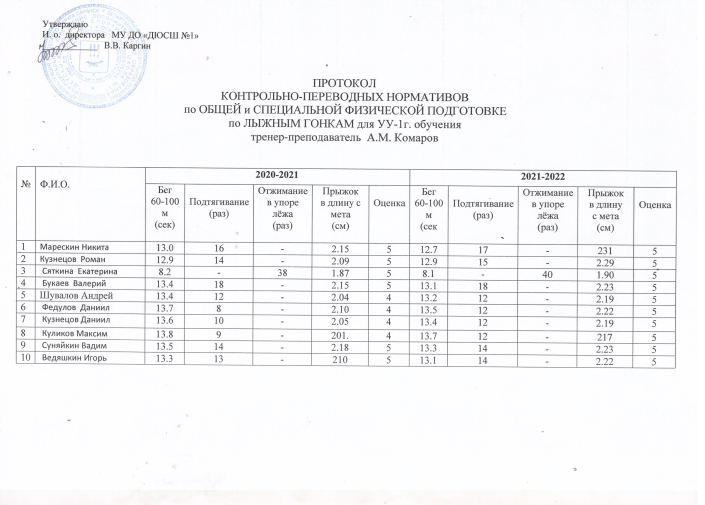 Утверждаю
И. о. директора МУ ДО «ДЮСШ №1»
В.В. Каргин
ПРОТОКОЛ
КОНТРОЛЬНО-ПЕРЕВОДНЫХ НОРМАТИВОВ
по ОБЩЕЙ и СПЕЦИАЛЬНОЙ ФИЗИЧЕСКОЙ ПОДГОТОВКЕ
по ЛЫЖНЫМ ГОНКАМ для УУ-1г. обучения
тренер-преподаватель А.М. Комаров
№ Ф.И.О. 2020-2021 2021-2022
Бег 60-100 м (сек) Подтягивание (раз) Отжимание в упоре лёжа (раз) Прыжок в длину с мета (см) Оценка Бег 60-100 м (сек Подтягивание (раз) Отжимание в упоре лёжа (раз) Прыжок в длину с мета (см) Оценка
1 Марескин Никита 13.0 16 - 2.15 5 12.7 17 - 231 5
2 Кузнецов Роман 12.9 14 - 2.09 5 12.9 15 - 2.29 5
3 Сяткина Екатерина 8.2 - 38 1.87 5 8.1 - 40 1.90 5
4 Букаев Валерий 13.4 18 - 2.15 5 13.1 18 - 2.23 5
5 Шувалов Андрей 13.4 12 - 2.04 4 13.2 12 - 2.19 5
6 Федулов Даниил 13.7 8 - 2.10 4 13.5 12 - 2.22 5
7 Кузнецов Даниил 13.6 10 - 2.05 4 13.4 12 - 2.19 5
8 Куликов Максим 13.8 9 - 201. 4 13.7 12 - 217 5
9 Суняйкин Вадим 13.5 14 - 2.18 5 13.3 14 - 2.23 5
10 Ведяшкин Игорь 13.3 13 - 210 5 13.1 14 - 2.22 5